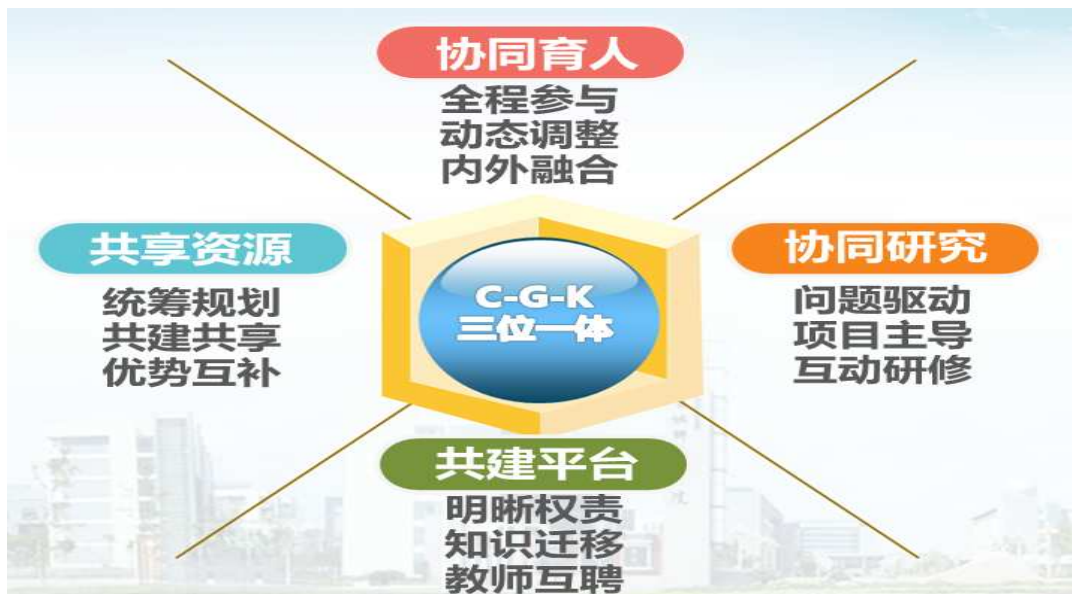 协同育人
全程参与
动态调整
内外融合
共享资源
统筹规划
共建共享
优势互补
C-G-K
三位一体
协同研究
问题驱动
项目主导
互动研修
共建平台
明晰权责
知识迁移
教师互聘